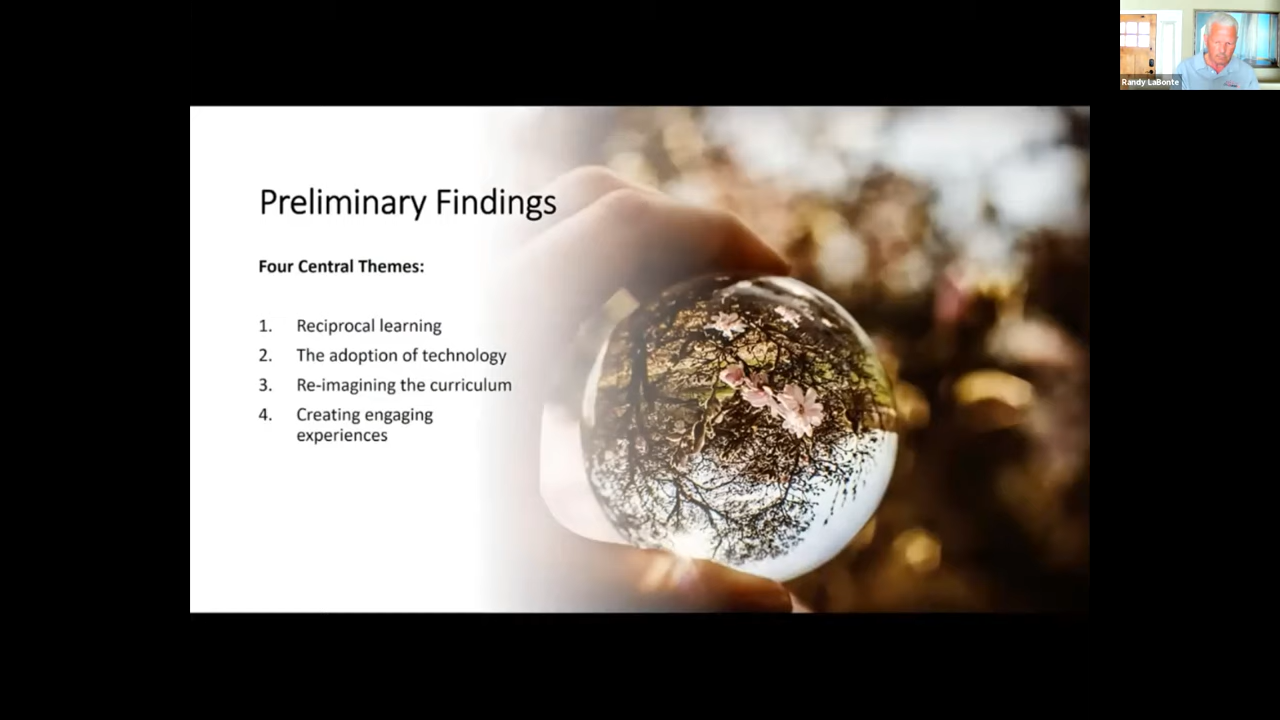 Randy LaBonte
Preliminary Findings
Four Central Themes:
1. Reciprocal learning
2. The adoption of technology
3. Re-imagining the curriculum
4. Creating engaging
experiences